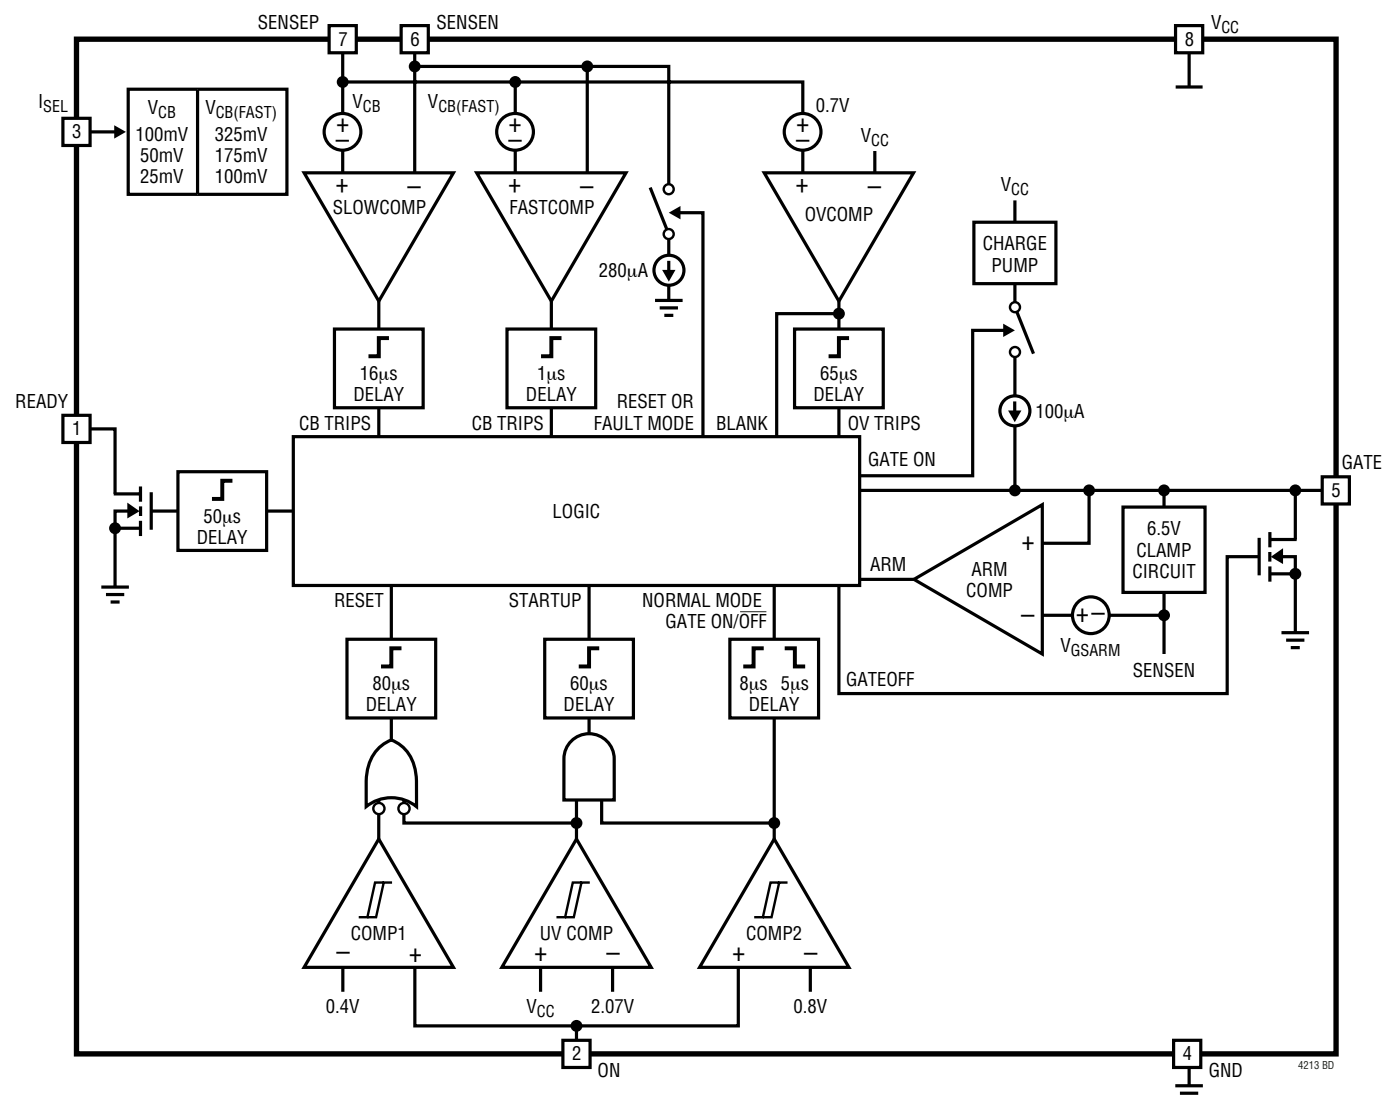 SENSEP
7
6
SENSEN
8
VCC
ISEL
3
VCB
VCB(FAST)
100mV
325mV
50mV
175mV
25mV
100mV
VCB
VCB(FAST)
0.7V
VCC
+
−
+
−
+
−
+
−
+
−
+
−
SLOWCOMP
FASTCOMP
OVCOMP
280µA
VCC
CHARGE
PUMP
100µA
16µs
DELAY
1µs
DELAY
65µs
DELAY
CB TRIPS
CB TRIPS
RESET OR
FAULT MODE
BLANK
OV TRIPS
READY
1
50µs
DELAY
LOGIC
GATE ON
GATE
5
ARM
+
−
ARM
COMP
6.5V
CLAMP
CIRCUIT
+−
VGSARM
SENSEN
GATEOFF
RESET
STARTUP
NORMAL MODE
GATE ON/OFF
80µs
DELAY
60µs
DELAY
8µs
5µs
DELAY
COMP1
−
+
UV COMP
+
−
COMP2
+
−
0.4V
VCC
2.07V
0.8V
2
ON
4
GND
4213 BD